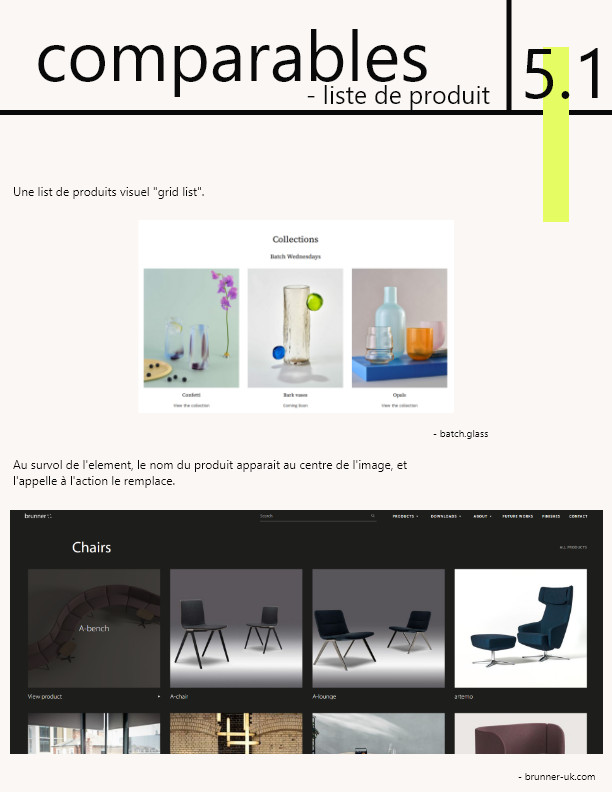 comparables
- liste de produit
5.1
Une list de produits visuel "grid list".
Collections
Batch Wednesdays
Confetti
Bark vases
Opale
View the collection
Coming Soon
View the collection
- batch.glass
Au survol de l'element, le nom du produit apparait au centre de l'image, et
l'appelle à l'action le remplace.
brunner
Search
PRODUCTS
DOWNLOADS
ABOUT
FUTURE WORKS
FINISHES
CONTACT
Chairs
ALL PRODUCTS
A-bench
View product
A-chair
A-lounge
artemo
- brunner-uk.com